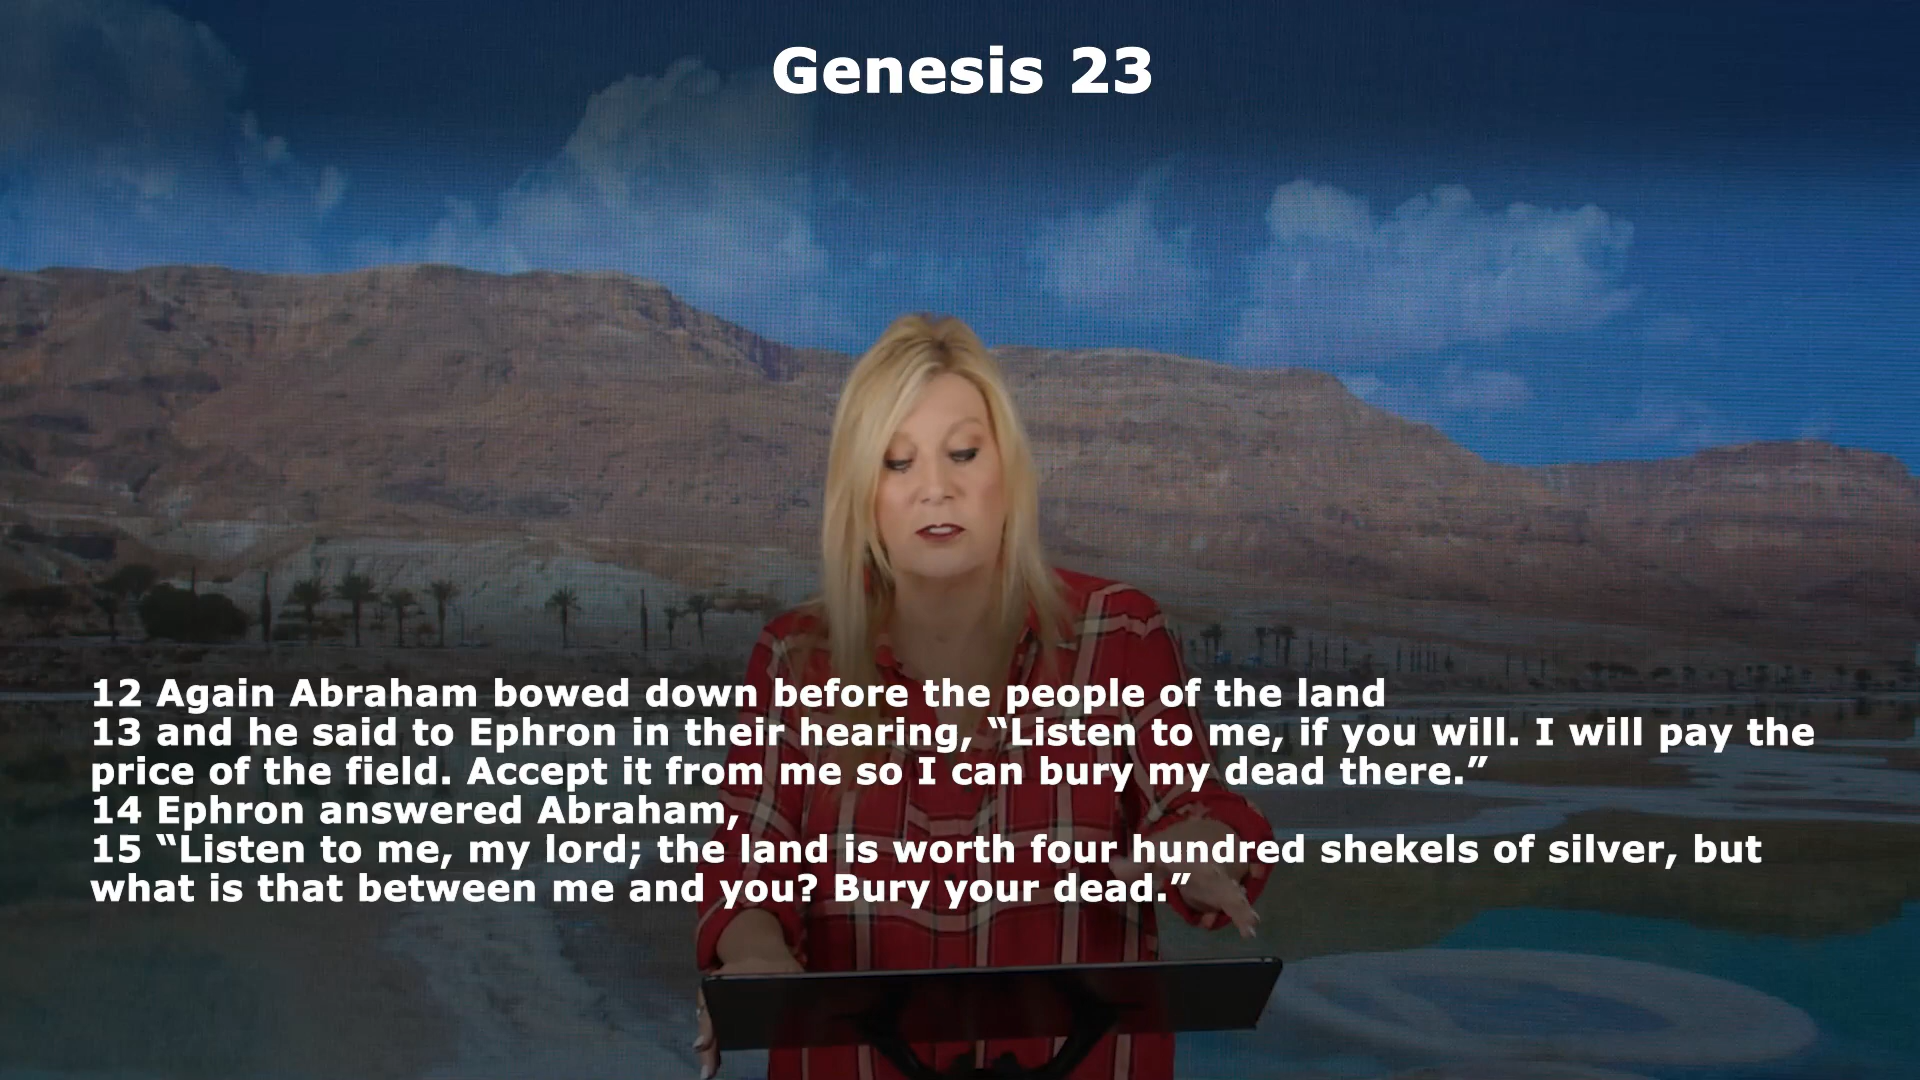 Genesis 23
12 Again Abraham bowed down before the people of the land
13 and he said to Ephron in their hearing, “Listen to me, if you will. I will pay the
price of the field. Accept it from me so I can bury my dead there.”
14 Ephron answered Abraham,
15 “Listen to me, my lord; the land is worth four hundred shekels of silver, but
what is that between me and you? Bury your dead.”